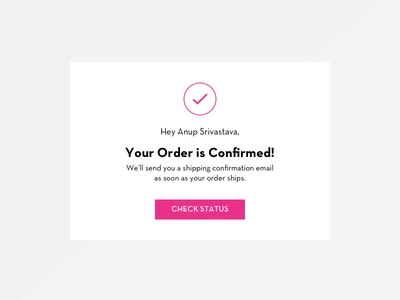 Hey Anup Srivastava,
Your Order is Confirmed!
We'll send you a shipping confirmation email
as soon as your order ships.
CHECK STATUS